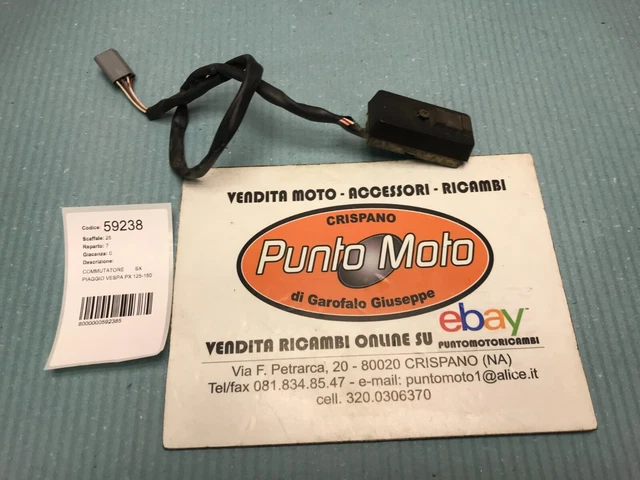 Codice: 59238
Scaffale: 25
Reparto: 7
Giacenza: 0
Descrizione:
COMMUTATORE SX
PIAGGIO VESPA PX 125-150
8000000592385
VENDITA MOTO - ACCESSORI - RICAMBI
CRISPANO
Punto Moto
di Garofalo Giuseppe
ebay
VENDITA RICAMBI ONLINE SU PUNTOMOTORICAMBI
Via F. Petrarca, 20 - 80020 CRISPANO (NA)
Tel/fax 081.834.85.47 - e-mail: puntomoto1@alice.it
cell. 320.0306370